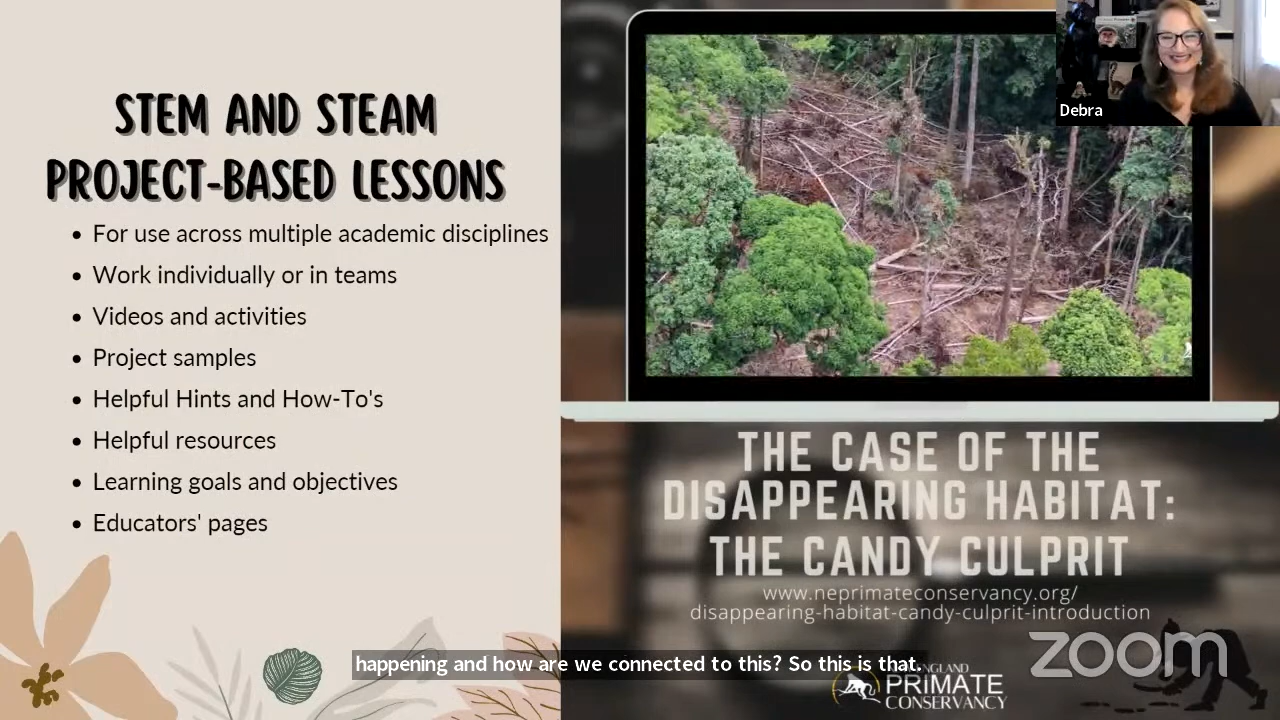 STEM AND STEAM
PROJECT-BASED LESSONS
• For use across multiple academic disciplines
• Work individually or in teams
• Videos and activities
• Project samples
• Helpful Hints and How-To's
• Helpful resources
• Learning goals and objectives
• Educators' pages
Debra
THE CASE OF THE
DISAPPEARING HABITAT:
THE CANDY CULPRIT
www.neprimateconservancy.org/
disappearing-habitat-candy-culprit-introduction
zoom
happening and how are we connected to this? So this is that.
PRIMATE
CONSERVANCY